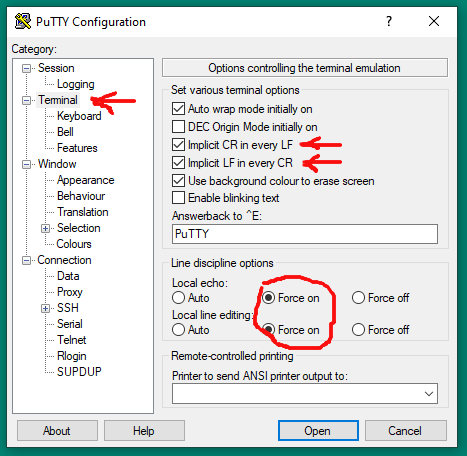 PuTTY Configuration
?
Category:
Session
Logging
Terminal
Keyboard
Bell
Features
Window
Appearance
Behaviour
Translation
Selection
Colours
Connection
Data
Proxy
SSH
Serial
Telnet
Rlogin
SUPDUP
Options controlling the terminal emulation
Set various terminal options
Auto wrap mode initially on
DEC Origin Mode initially on
Implicit CR in every LF
Implicit LF in every CR
Use background colour to erase screen
Enable blinking text
Answerback to ^E:
PuTTY
Line discipline options
Local echo:
Auto Force on Force off
Local line editing:
Auto Force on Force off
Remote-controlled printing
Printer to send ANSI printer output to:
About Help Open Cancel